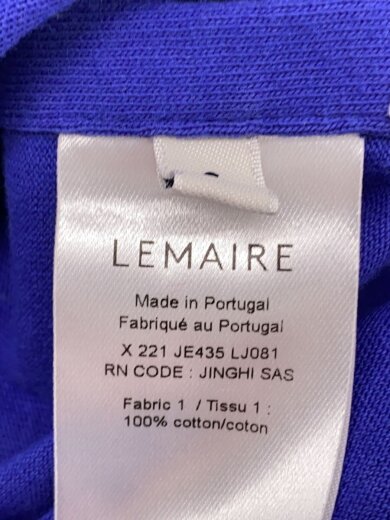 LEMAIRE
Made in Portugal
Fabriqué au Portugal
X 221 JE435 LJ081
RN CODE : JINGHI SAS
Fabric 1 / Tissu 1 :
100% cotton/coton